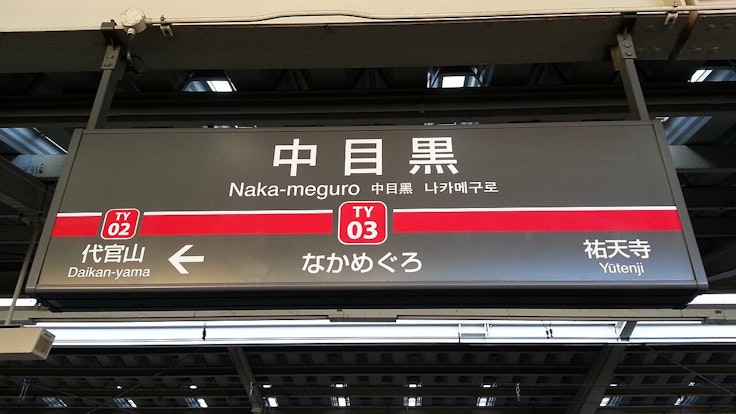 中目黒
Naka-meguro 中目黑 나카메구로
TY 02
TY 03
代官山
Daikan-yama
←
なかめぐろ
祐天寺
Yūtenji